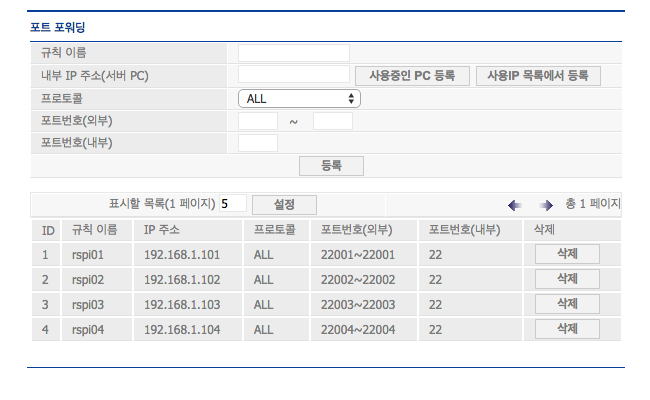 포트 포워딩
규칙 이름
내부 IP 주소(서버 PC) 사용중인 PC 등록 사용IP 목록에서 등록
프로토콜 ALL
포트번호(외부) ~
포트번호(내부)
등록
표시할 목록(1 페이지) 5 설정 총 1 페이지
ID 규칙 이름 IP 주소 프로토콜 포트번호(외부) 포트번호(내부) 삭제
1 rspi01 192.168.1.101 ALL 22001~22001 22 삭제
2 rspi02 192.168.1.102 ALL 22002~22002 22 삭제
3 rspi03 192.168.1.103 ALL 22003~22003 22 삭제
4 rspi04 192.168.1.104 ALL 22004~22004 22 삭제